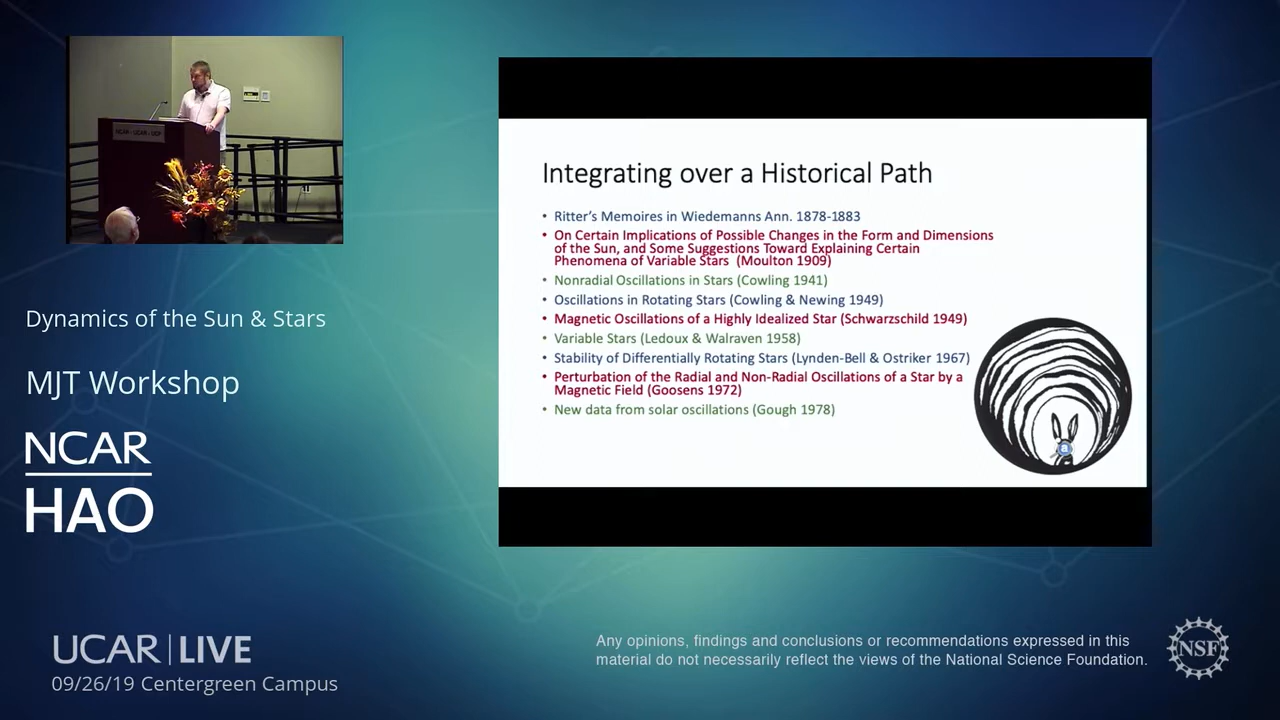 UCAR - UCAR - UCP
Dynamics of the Sun & Stars
MJT Workshop
NCAR
HAO
UCAR | LIVE
09/26/19 Centergreen Campus
Integrating over a Historical Path
• Ritter's Memoires in Wiedemanns Ann. 1878-1883
• On Certain Implications of Possible Changes in the Form and Dimensions
of the Sun, and Some Suggestions Toward Explaining Certain
Phenomena of Variable Stars (Moulton 1909)
• Nonradial Oscillations in Stars (Cowling 1941)
• Oscillations in Rotating Stars (Cowling & Newing 1949)
• Magnetic Oscillations of a Highly Idealized Star (Schwarzschild 1949)
• Variable Stars (Ledoux & Walraven 1958)
• Stability of Differentially Rotating Stars (Lynden-Bell & Ostriker 1967)
• Perturbation of the Radial and Non-Radial Oscillations of a Star by a
Magnetic Field (Goosens 1972)
• New data from solar oscillations (Gough 1978)
Any opinions, findings and conclusions or recommendations expressed in this
material do not necessarily reflect the views of the National Science Foundation.
NSF